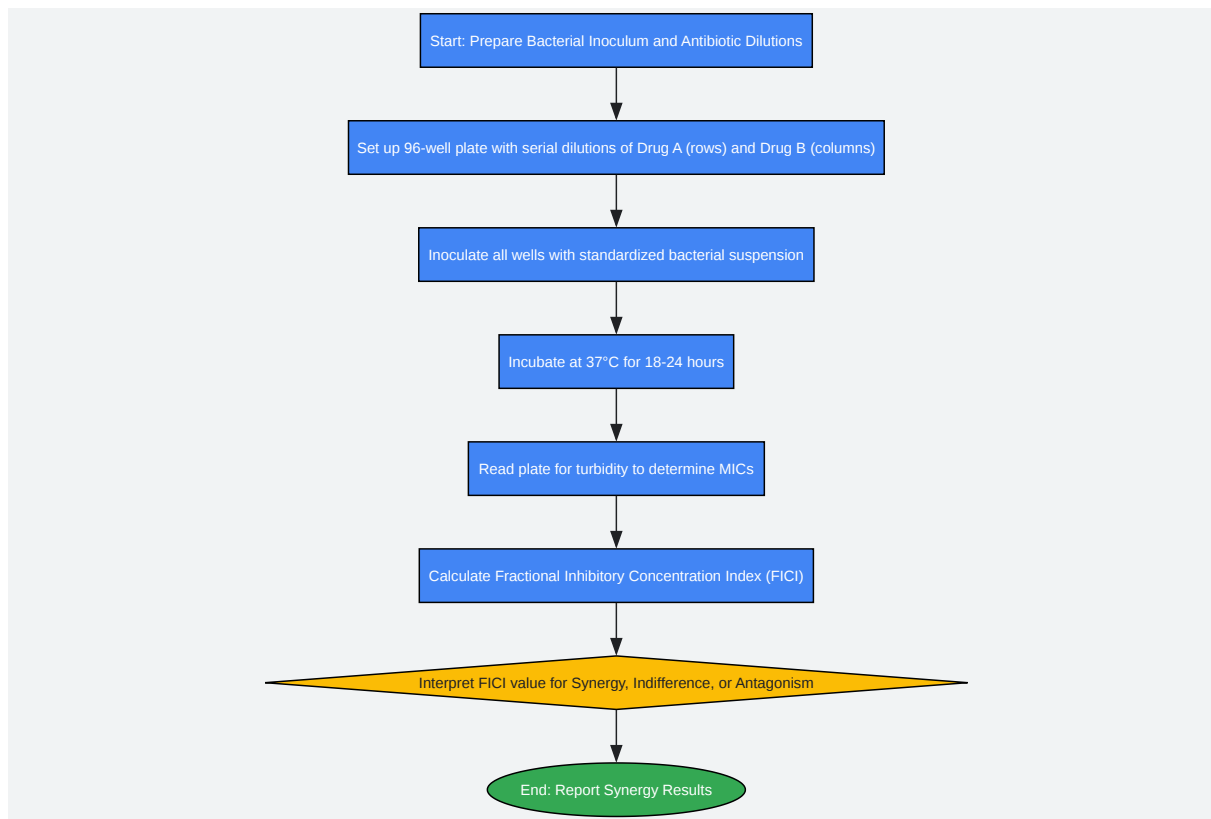 Start: Prepare Bacterial Inoculum and Antibiotic Dilutions
Set up 96-well plate with serial dilutions of Drug A (rows) and Drug B (columns)
Inoculate all wells with standardized bacterial suspension
Incubate at 37°C for 18-24 hours
Read plate for turbidity to determine MICs
Calculate Fractional Inhibitory Concentration Index (FICI)
Interpret FICI value for Synergy, Indifference, or Antagonism
End: Report Synergy Results